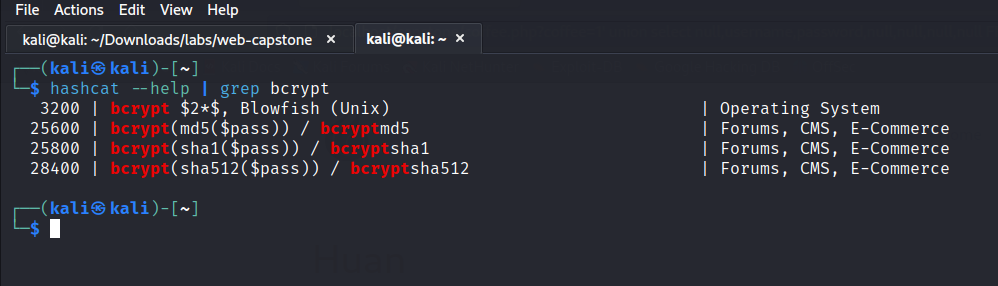 File Actions Edit View Help
kali@kali: ~/Downloads/labs/web-capstone × kali@kali: ~ ×
┌──(kali㉿kali)-[~]
└─$ hashcat --help | grep bcrypt
3200 | bcrypt $2*$, Blowfish (Unix) | Operating System
25600 | bcrypt(md5($pass)) / bcryptmd5 | Forums, CMS, E-Commerce
25800 | bcrypt(sha1($pass)) / bcryptsha1 | Forums, CMS, E-Commerce
28400 | bcrypt(sha512($pass)) / bcryptsha512 | Forums, CMS, E-Commerce
┌──(kali㉿kali)-[~]
└─$
Huan